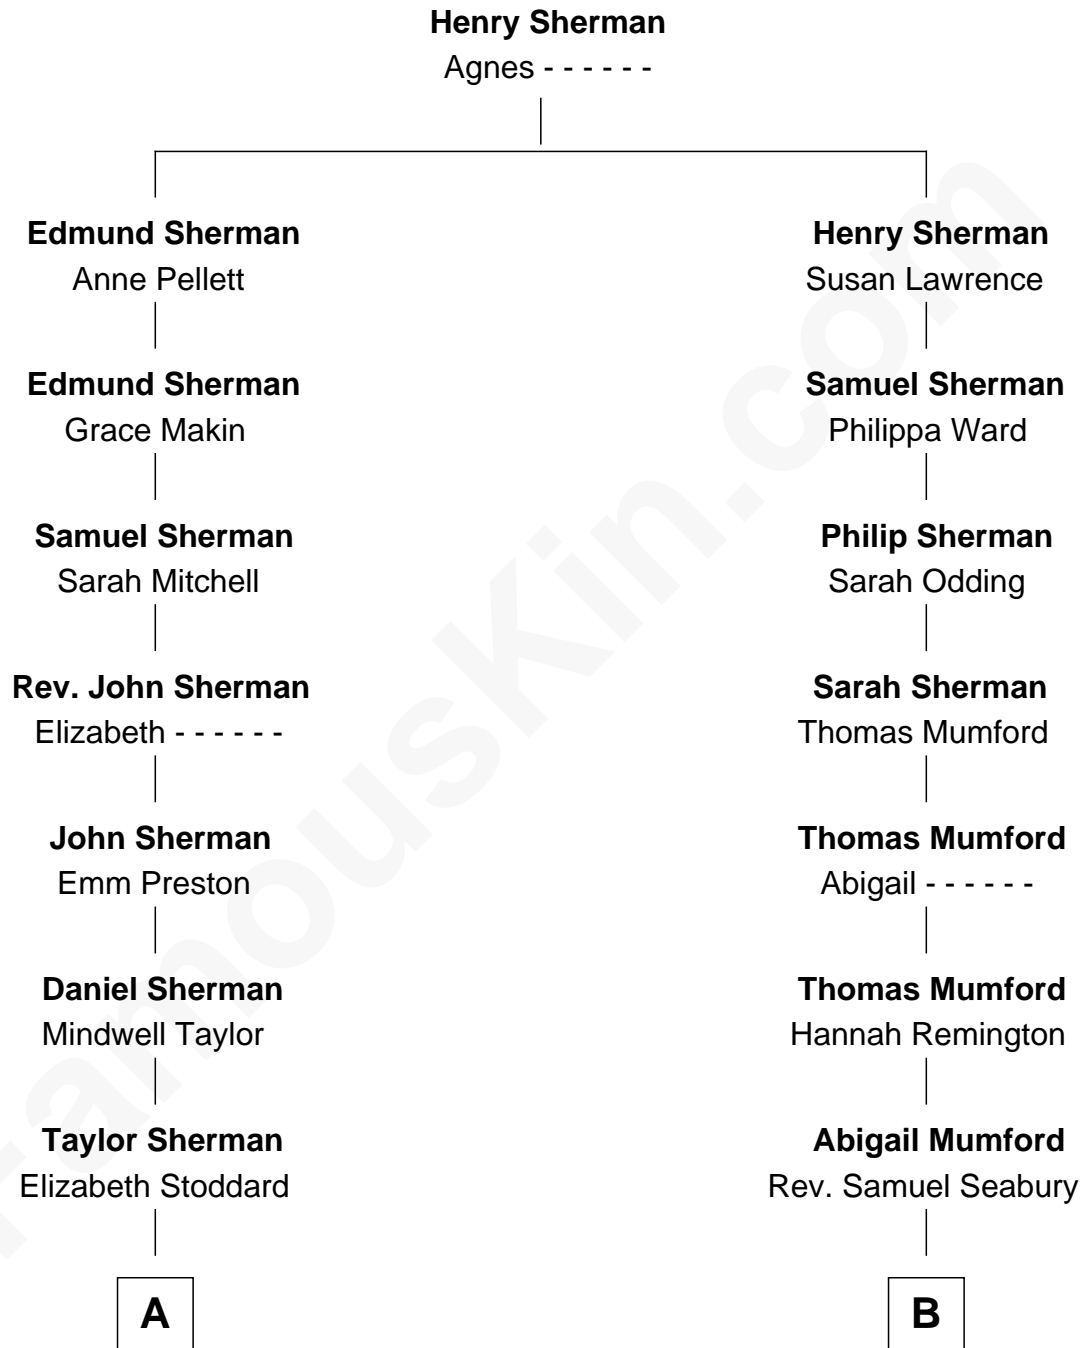 Henry Sherman
Agnes - - - - - -
Edmund Sherman
Anne Pellett
Henry Sherman
Susan Lawrence
Edmund Sherman
Grace Makin
Samuel Sherman
Philippa Ward
Samuel Sherman
Sarah Mitchell
Philip Sherman
Sarah Odding
Rev. John Sherman
Elizabeth - - - - - -
Sarah Sherman
Thomas Mumford
John Sherman
Emm Preston
Thomas Mumford
Abigail - - - - - -
Daniel Sherman
Mindwell Taylor
Thomas Mumford
Hannah Remington
Taylor Sherman
Elizabeth Stoddard
Abigail Mumford
Rev. Samuel Seabury
A
B
FamousKin.com